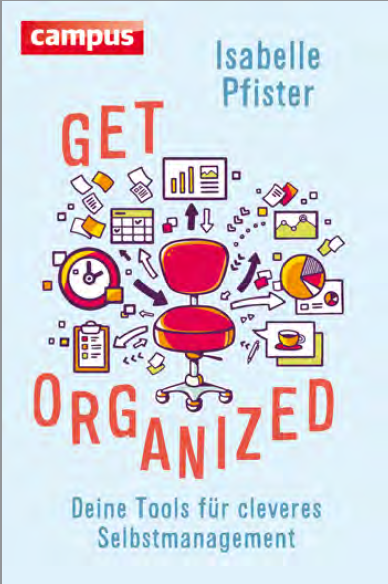 campus
Isabelle
Pfister
GET
ORGANIZED
Deine Tools für cleveres
Selbstmanagement